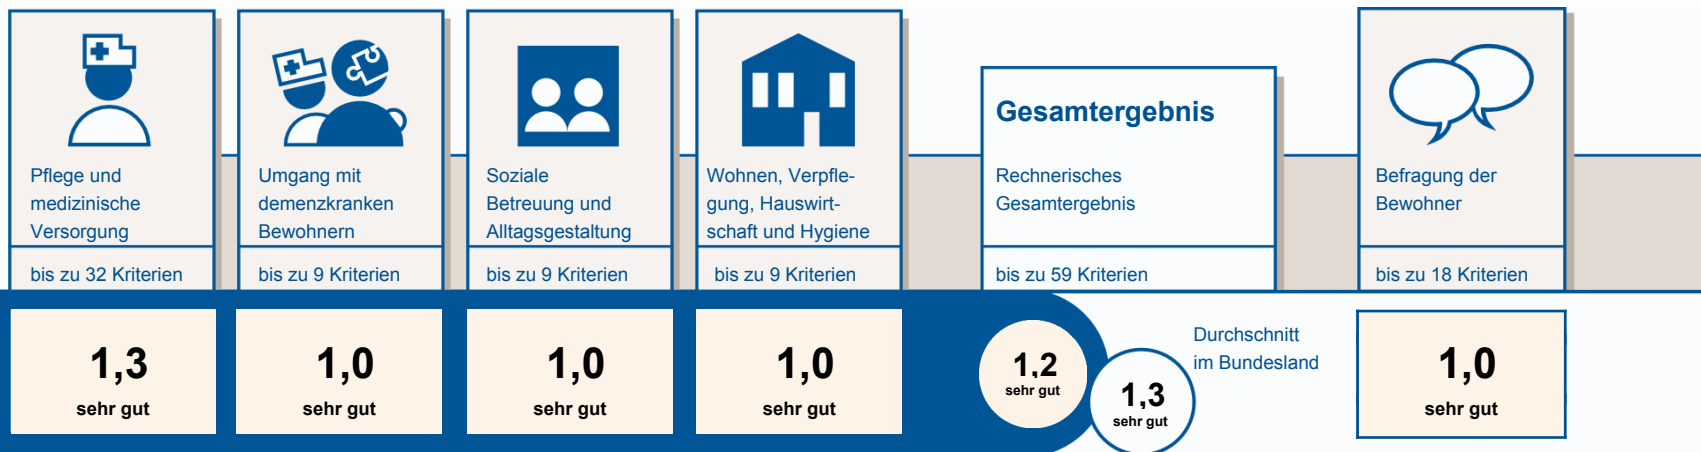 Pflege und
medizinische
Versorgung
bis zu 32 Kriterien
1,3
sehr gut
Umgang mit
demenzkranken
Bewohnern
bis zu 9 Kriterien
1,0
sehr gut
Soziale
Betreuung und
Alltagsgestaltung
bis zu 9 Kriterien
1,0
sehr gut
Wohnen, Verpfle-
gung, Hauswirt-
schaft und Hygiene
bis zu 9 Kriterien
1,0
sehr gut
Gesamtergebnis
Rechnerisches
Gesamtergebnis
bis zu 59 Kriterien
1,2
sehr gut
Durchschnitt
im Bundesland
1,3
sehr gut
Befragung der
Bewohner
bis zu 18 Kriterien
1,0
sehr gut